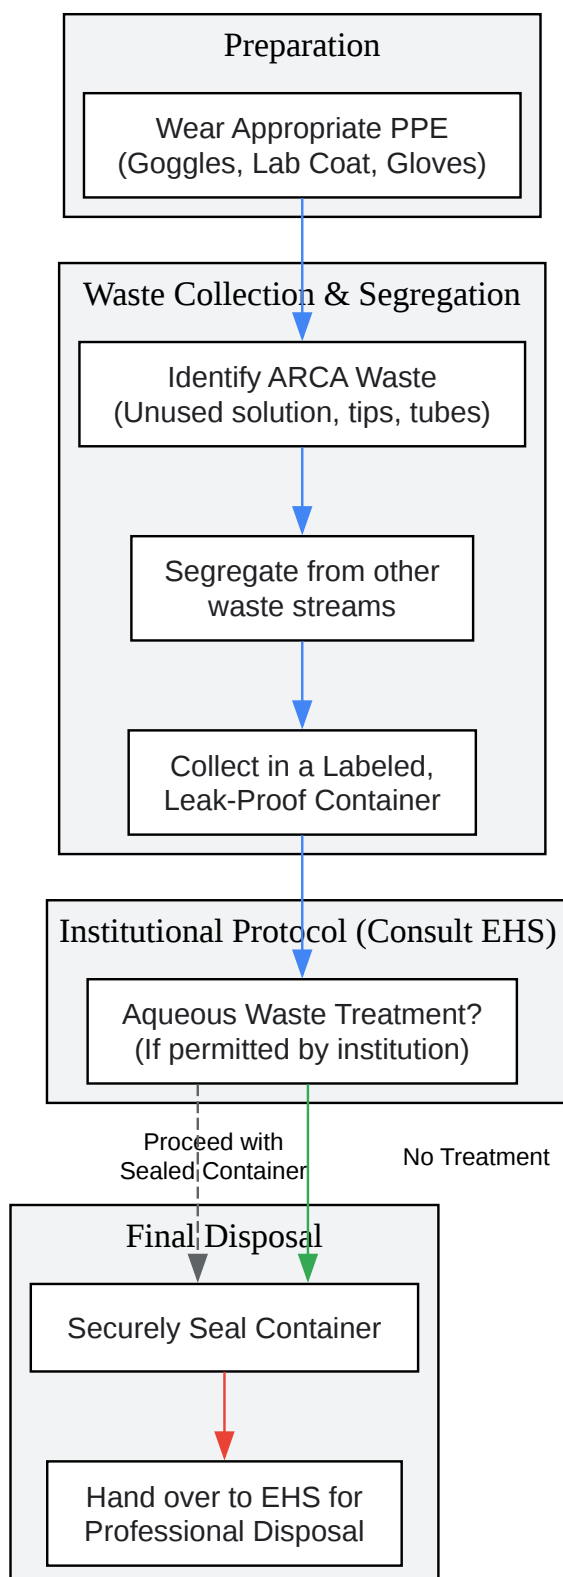 Preparation
Wear Appropriate PPE
(Goggles, Lab Coat, Gloves)
Waste Collection & Segregation
Identify ARCA Waste
(Unused solution, tips, tubes)
Segregate from other
waste streams
Collect in a Labeled,
Leak-Proof Container
Institutional Protocol (Consult EHS)
Aqueous Waste Treatment?
(If permitted by institution)
Proceed with
Sealed Container
No Treatment
Final Disposal
Securely Seal Container
Hand over to EHS for
Professional Disposal